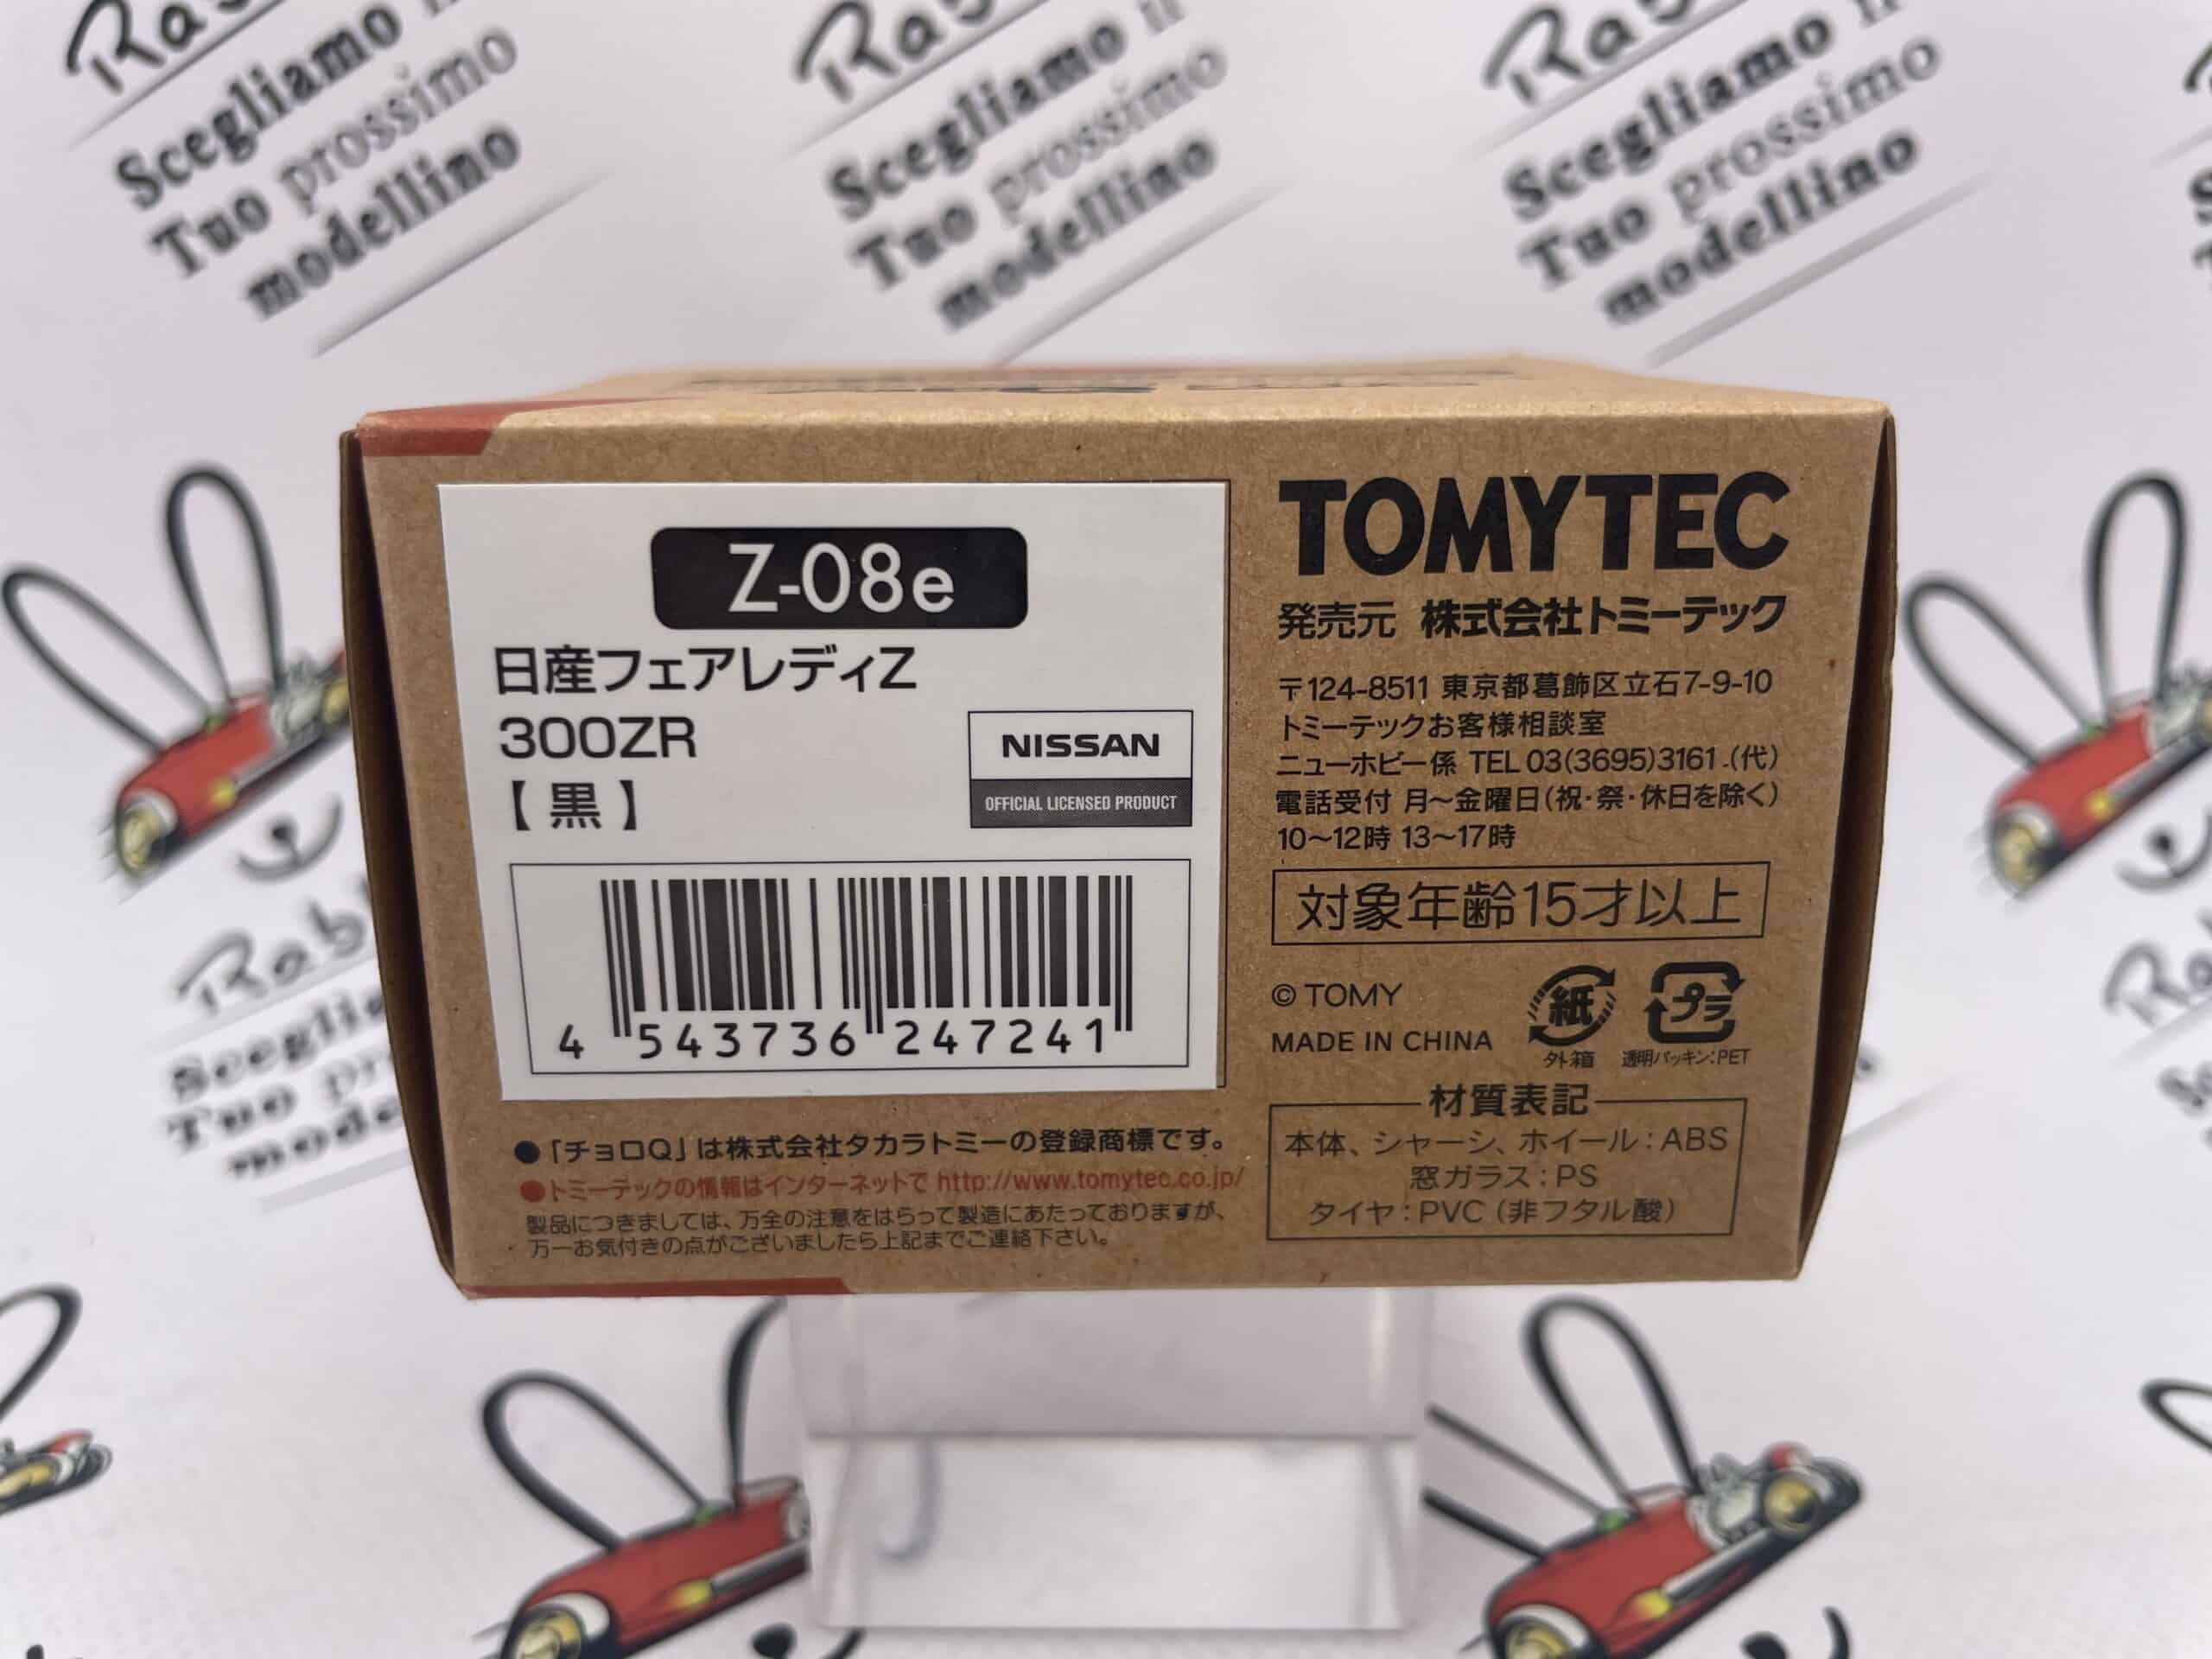 Scegliamo il
Tuo prossimo
modellino
Scegliamo il
Tuo prossimo
modellino
Scegliamo il
Tuo prossimo
modellino
Z-08e
日産フェアレディZ
300ZR
【黒】
NISSAN
OFFICIAL LICENSED PRODUCT
4 543736 247241
●「チョロQ」は株式会社タカラトミーの登録商標です。
●トミーテックの情報はインターネットで http://www.tomytec.co.jp/
製品につきましては、万全の注意をはらって製造にあたっておりますが、
万一お気付きの点がございましたら上記までご連絡下さい。
TOMYTEC
発売元 株式会社トミーテック
〒124-8511 東京都葛飾区立石7-9-10
トミーテックお客様相談室
ニューホビー係 TEL 03(3695)3161.(代)
電話受付 月～金曜日(祝・祭・休日を除く)
10～12時 13～17時
対象年齢15才以上
© TOMY
MADE IN CHINA
紙
外箱
プラ
透明パッキン:PET
材質表記
本体、シャーシ、ホイール:ABS
窓ガラス:PS
タイヤ:PVC(非フタル酸)